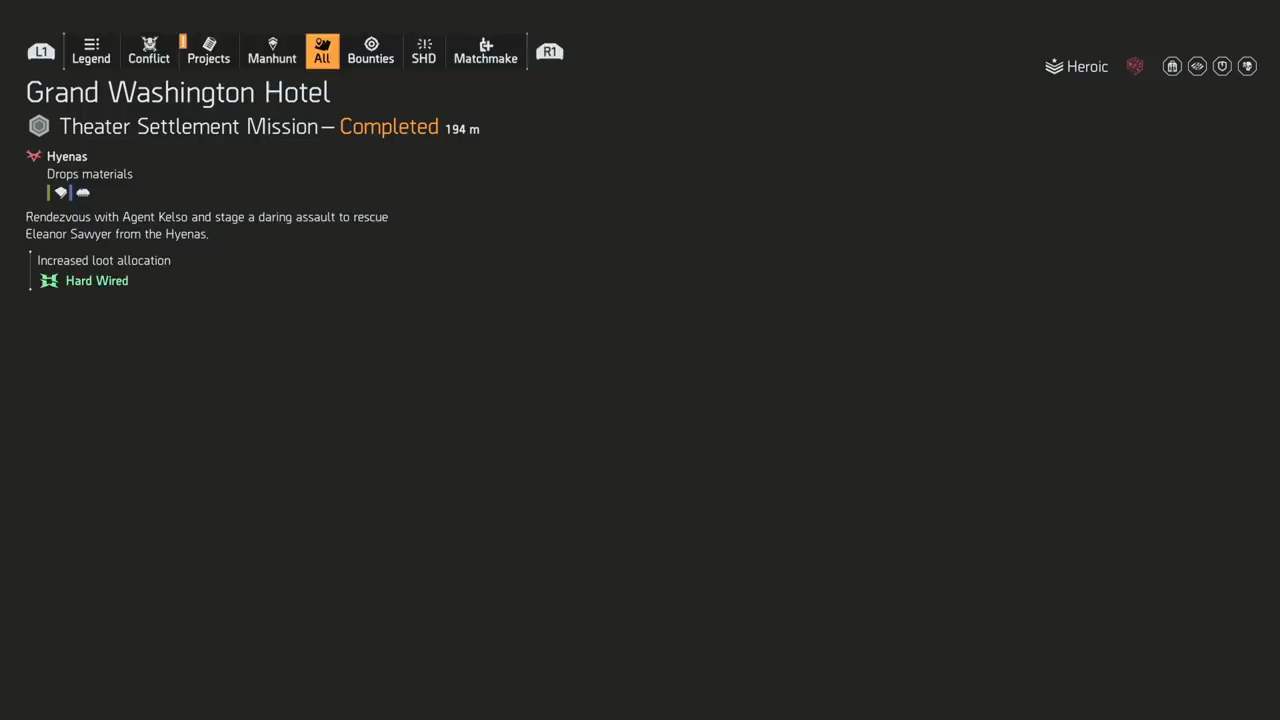 L1 Legend Conflict Projects Manhunt All Bounties SHD Matchmake R1
Heroic
Grand Washington Hotel
Theater Settlement Mission – Completed 194 m
Hyenas
Drops materials
Rendezvous with Agent Kelso and stage a daring assault to rescue
Eleanor Sawyer from the Hyenas.
Increased loot allocation
Hard Wired